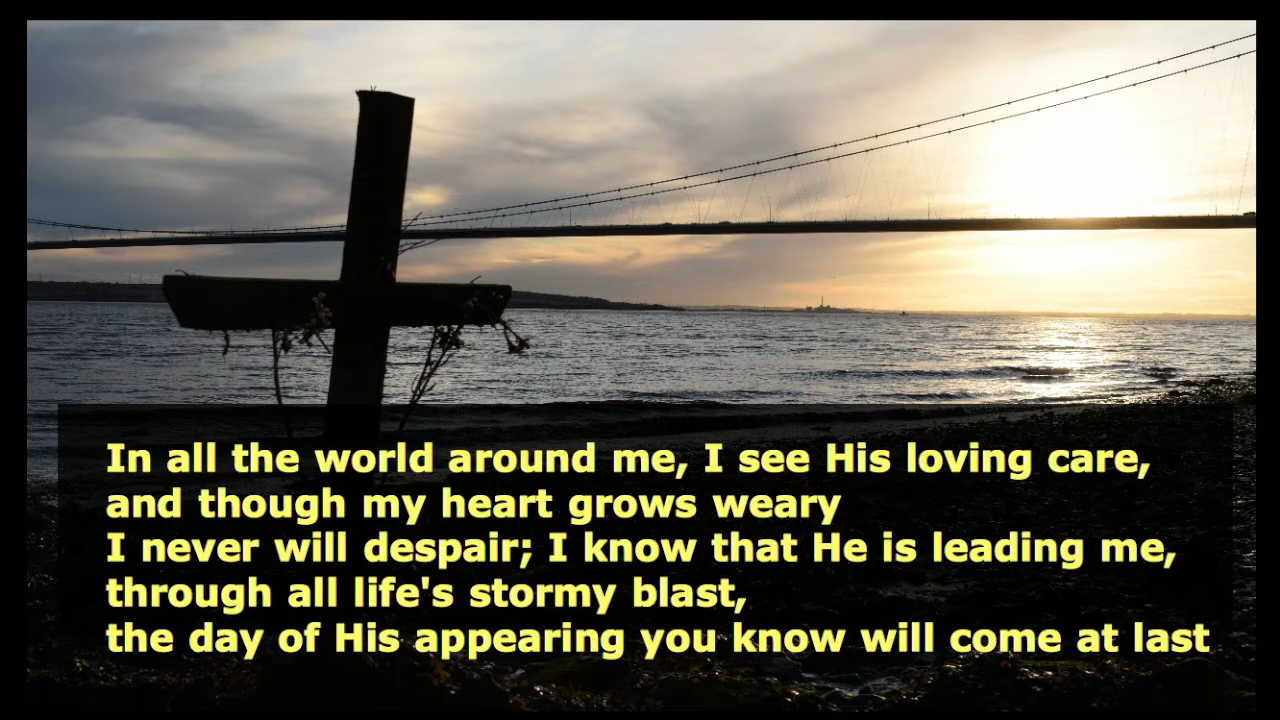 In all the world around me, I see His loving care,
and though my heart grows weary
I never will despair; I know that He is leading me,
through all life's stormy blast,
the day of His appearing you know will come at last